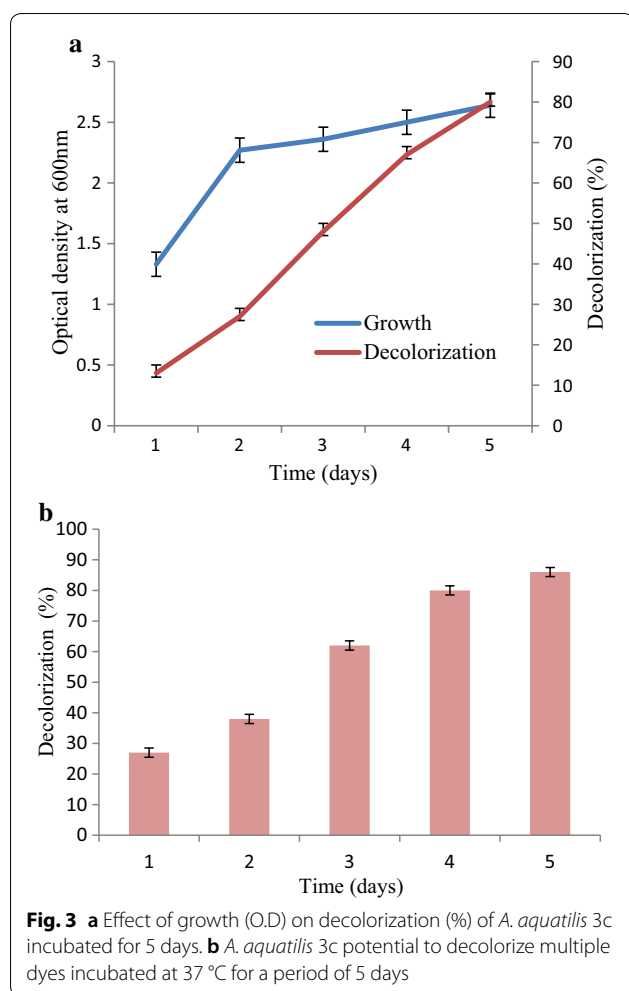 a
3
2.5
2
1.5
1
0.5
0
Optical density at 600nm
90
80
70
60
50
40
30
20
10
0
Decolorization (%)
Growth
Decolorization
1 2 3 4 5
Time (days)
b
100
90
80
70
60
50
40
30
20
10
0
Decolorization (%)
1 2 3 4 5
Time (days)
Fig. 3 a Effect of growth (O.D) on decolorization (%) of A. aquatilis 3c
incubated for 5 days. b A. aquatilis 3c potential to decolorize multiple
dyes incubated at 37 °C for a period of 5 days